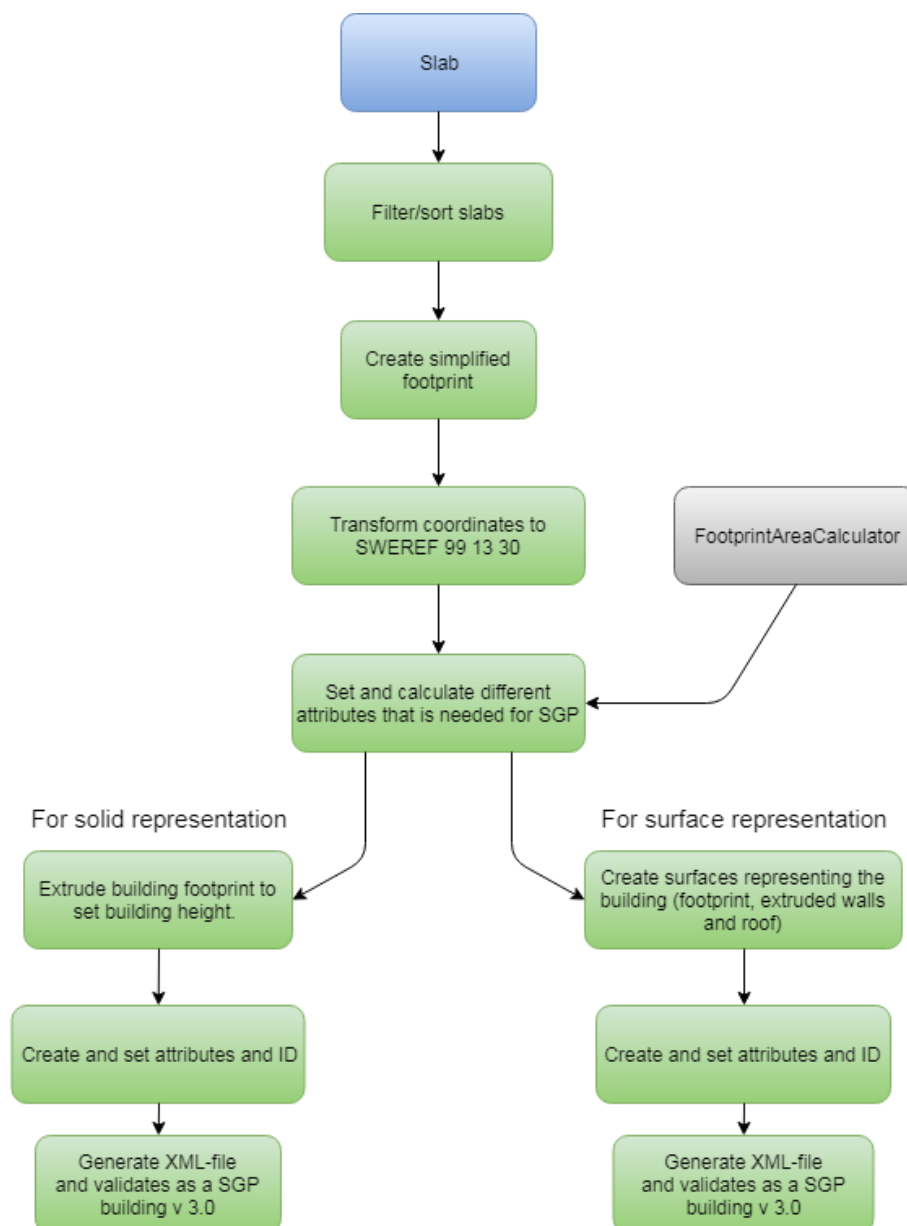 Slab
Filter/sort slabs
Create simplified
footprint
Transform coordinates to
SWEREF 99 13 30
FootprintAreaCalculator
Set and calculate different
attributes that is needed for SGP
For solid representation
Extrude building footprint to
set building height.
Create and set attributes and ID
Generate XML-file
and validates as a SGP
building v 3.0
For surface representation
Create surfaces representing the
building (footprint, extruded walls
and roof)
Create and set attributes and ID
Generate XML-file
and validates as a SGP
building v 3.0